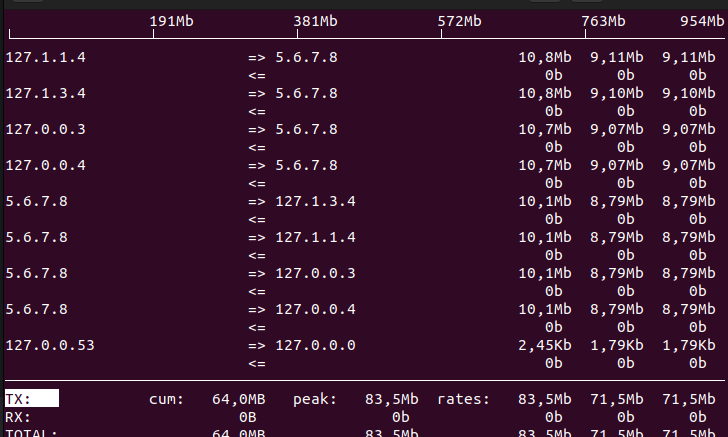 191Mb 381Mb 572Mb 763Mb 954Mb
127.1.1.4 => 5.6.7.8 10,8Mb 9,11Mb 9,11Mb
<= 0b 0b 0b
127.1.3.4 => 5.6.7.8 10,8Mb 9,10Mb 9,10Mb
<= 0b 0b 0b
127.0.0.3 => 5.6.7.8 10,7Mb 9,07Mb 9,07Mb
<= 0b 0b 0b
127.0.0.4 => 5.6.7.8 10,7Mb 9,07Mb 9,07Mb
<= 0b 0b 0b
5.6.7.8 => 127.1.3.4 10,1Mb 8,79Mb 8,79Mb
<= 0b 0b 0b
5.6.7.8 => 127.1.1.4 10,1Mb 8,79Mb 8,79Mb
<= 0b 0b 0b
5.6.7.8 => 127.0.0.3 10,1Mb 8,79Mb 8,79Mb
<= 0b 0b 0b
5.6.7.8 => 127.0.0.4 10,1Mb 8,79Mb 8,79Mb
<= 0b 0b 0b
127.0.0.53 => 127.0.0.0 2,45Kb 1,79Kb 1,79Kb
<= 0b 0b 0b
TX: cum: 64,0MB peak: 83,5Mb rates: 83,5Mb 71,5Mb 71,5Mb
RX: 0B 0b 0b 0b 0b
TOTAL: 64,0MB 83,5Mb 83,5Mb 71,5Mb 71,5Mb